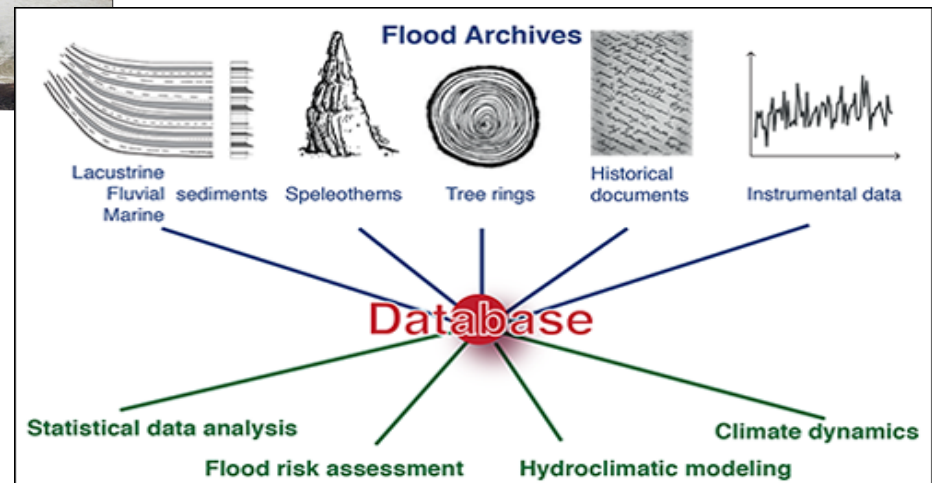 Flood Archives
Lacustrine
Fluvial sediments
Marine
Speleothems
Tree rings
Historical
documents
Instrumental data
Database
Statistical data analysis
Flood risk assessment
Hydroclimatic modeling
Climate dynamics